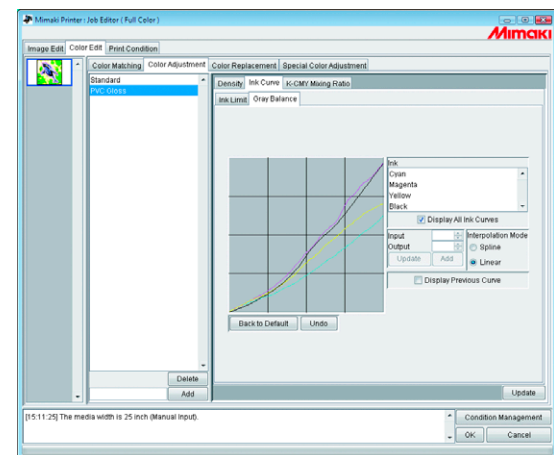 Mimaki Printer : Job Editor ( Full Color )
Mimaki
Image Edit Color Edit Print Condition
Color Matching Color Adjustment Color Replacement Special Color Adjustment
Standard
PVC Gloss
Density Ink Curve K-CMY Mixing Ratio
Ink Limit Gray Balance
Ink
Cyan
Magenta
Yellow
Black
Display All Ink Curves
Input
Output
Update Add
Interpolation Mode
Spline
Linear
Display Previous Curve
Back to Default Undo
Delete
Add
Update
[15:11:25] The media width is 25 inch (Manual Input).
Condition Management
OK Cancel